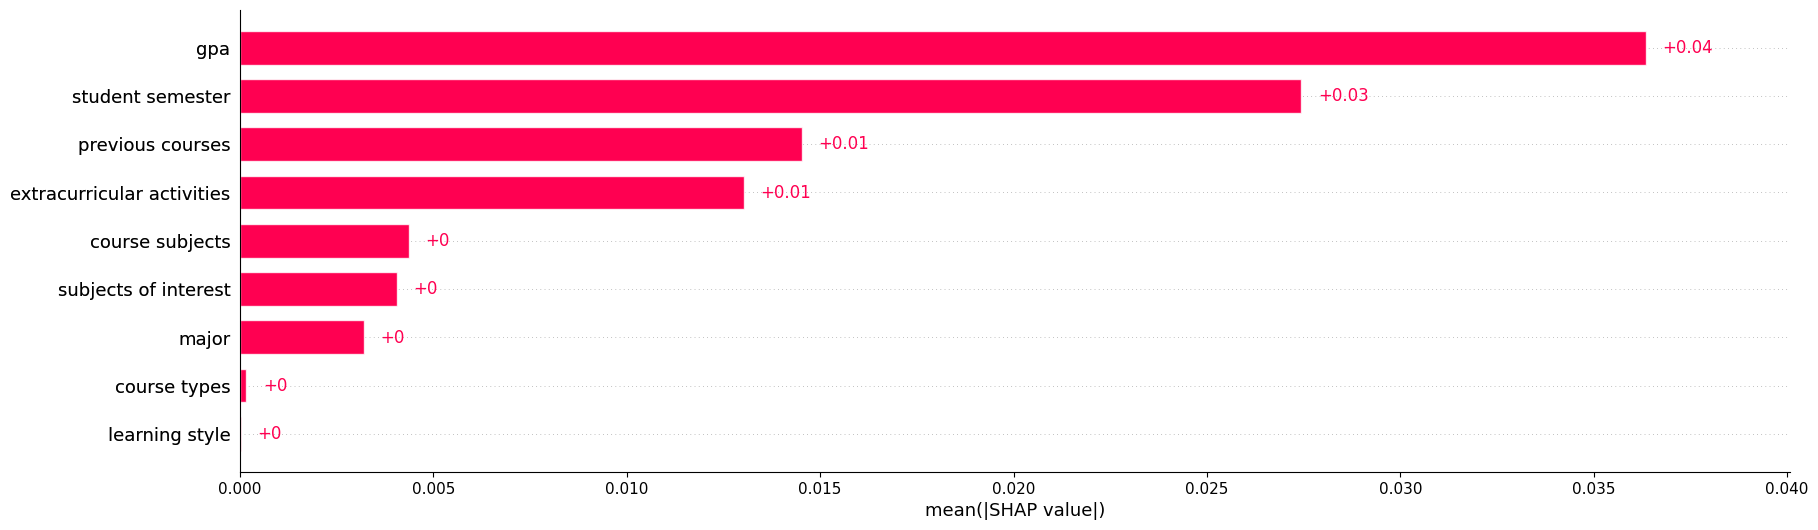 gpa +0.04
student semester +0.03
previous courses +0.01
extracurricular activities +0.01
course subjects +0
subjects of interest +0
major +0
course types +0
learning style +0
0.000 0.005 0.010 0.015 0.020 0.025 0.030 0.035 0.040
mean(|SHAP value|)